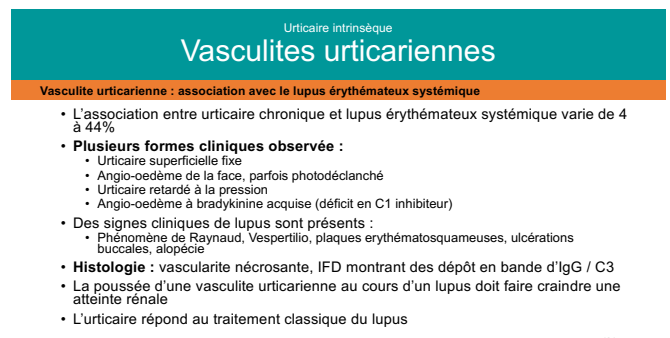 Urticaire intrinsèque
Vasculites urticariennes
Vasculite urticarienne : association avec le lupus érythémateux systémique
• L'association entre urticaire chronique et lupus érythémateux systémique varie de 4
à 44%
• Plusieurs formes cliniques observée :
• Urticaire superficielle fixe
• Angio-oedème de la face, parfois photodéclanché
• Urticaire retardé à la pression
• Angio-oedème à bradykinine acquise (déficit en C1 inhibiteur)
• Des signes cliniques de lupus sont présents :
• Phénomène de Raynaud, Vespertilio, plaques erythématosquameuses, ulcérations
buccales, alopécie
• Histologie : vascularite nécrosante, IFD montrant des dépôt en bande d'IgG / C3
• La poussée d'une vasculite urticarienne au cours d'un lupus doit faire craindre une
atteinte rénale
• L'urticaire répond au traitement classique du lupus